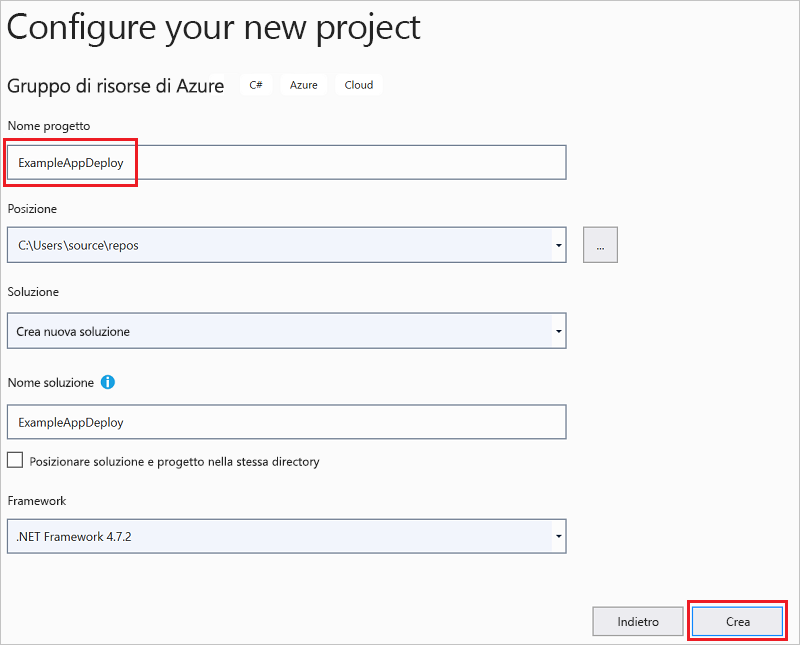 Configure your new project
Gruppo di risorse di Azure C# Azure Cloud
Nome progetto
ExampleAppDeploy
Posizione
C:\Users\source\repos ...
Soluzione
Crea nuova soluzione
Nome soluzione
ExampleAppDeploy
Posizionare soluzione e progetto nella stessa directory
Framework
.NET Framework 4.7.2
Indietro Crea